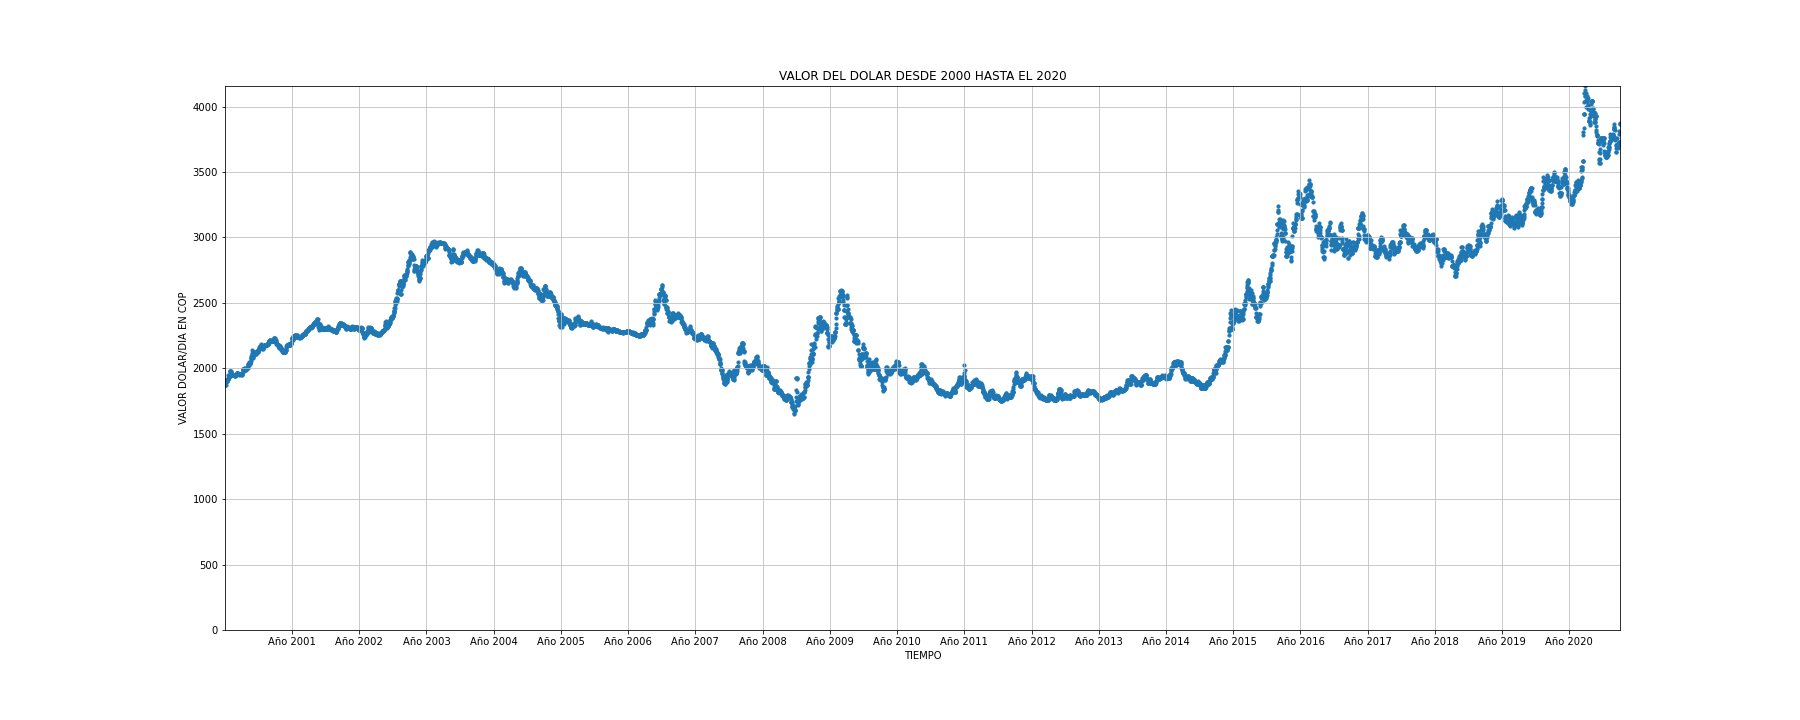 VALOR DEL DOLAR DESDE 2000 HASTA EL 2020
4000
3500
3000
2500
2000
1500
1000
500
0
VALOR DOLAR/DIA EN COP
Año 2001 Año 2002 Año 2003 Año 2004 Año 2005 Año 2006 Año 2007 Año 2008 Año 2009 Año 2010 Año 2011 Año 2012 Año 2013 Año 2014 Año 2015 Año 2016 Año 2017 Año 2018 Año 2019 Año 2020
TIEMPO